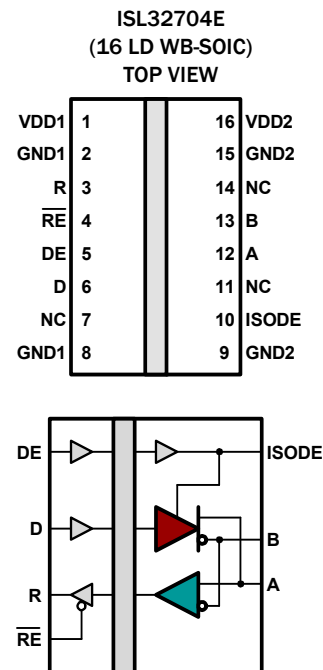 ISL32704E
(16 LD WB-SOIC)
TOP VIEW
VDD1 1 16 VDD2
GND1 2 15 GND2
R 3 14 NC
RE 4 13 B
DE 5 12 A
D 6 11 NC
NC 7 10 ISODE
GND1 8 9 GND2
DE ISODE
D B
R A
RE